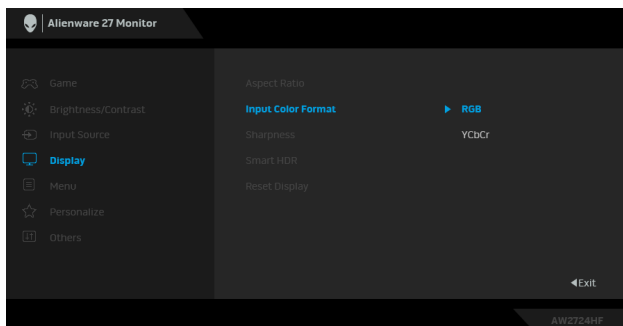 Alienware 27 Monitor
Game
Aspect Ratio
Brightness/Contrast
Input Color Format
RGB
Input Source
Sharpness
YCbCr
Display
Smart HDR
Menu
Reset Display
Personalize
Others
Exit
AW2724HF